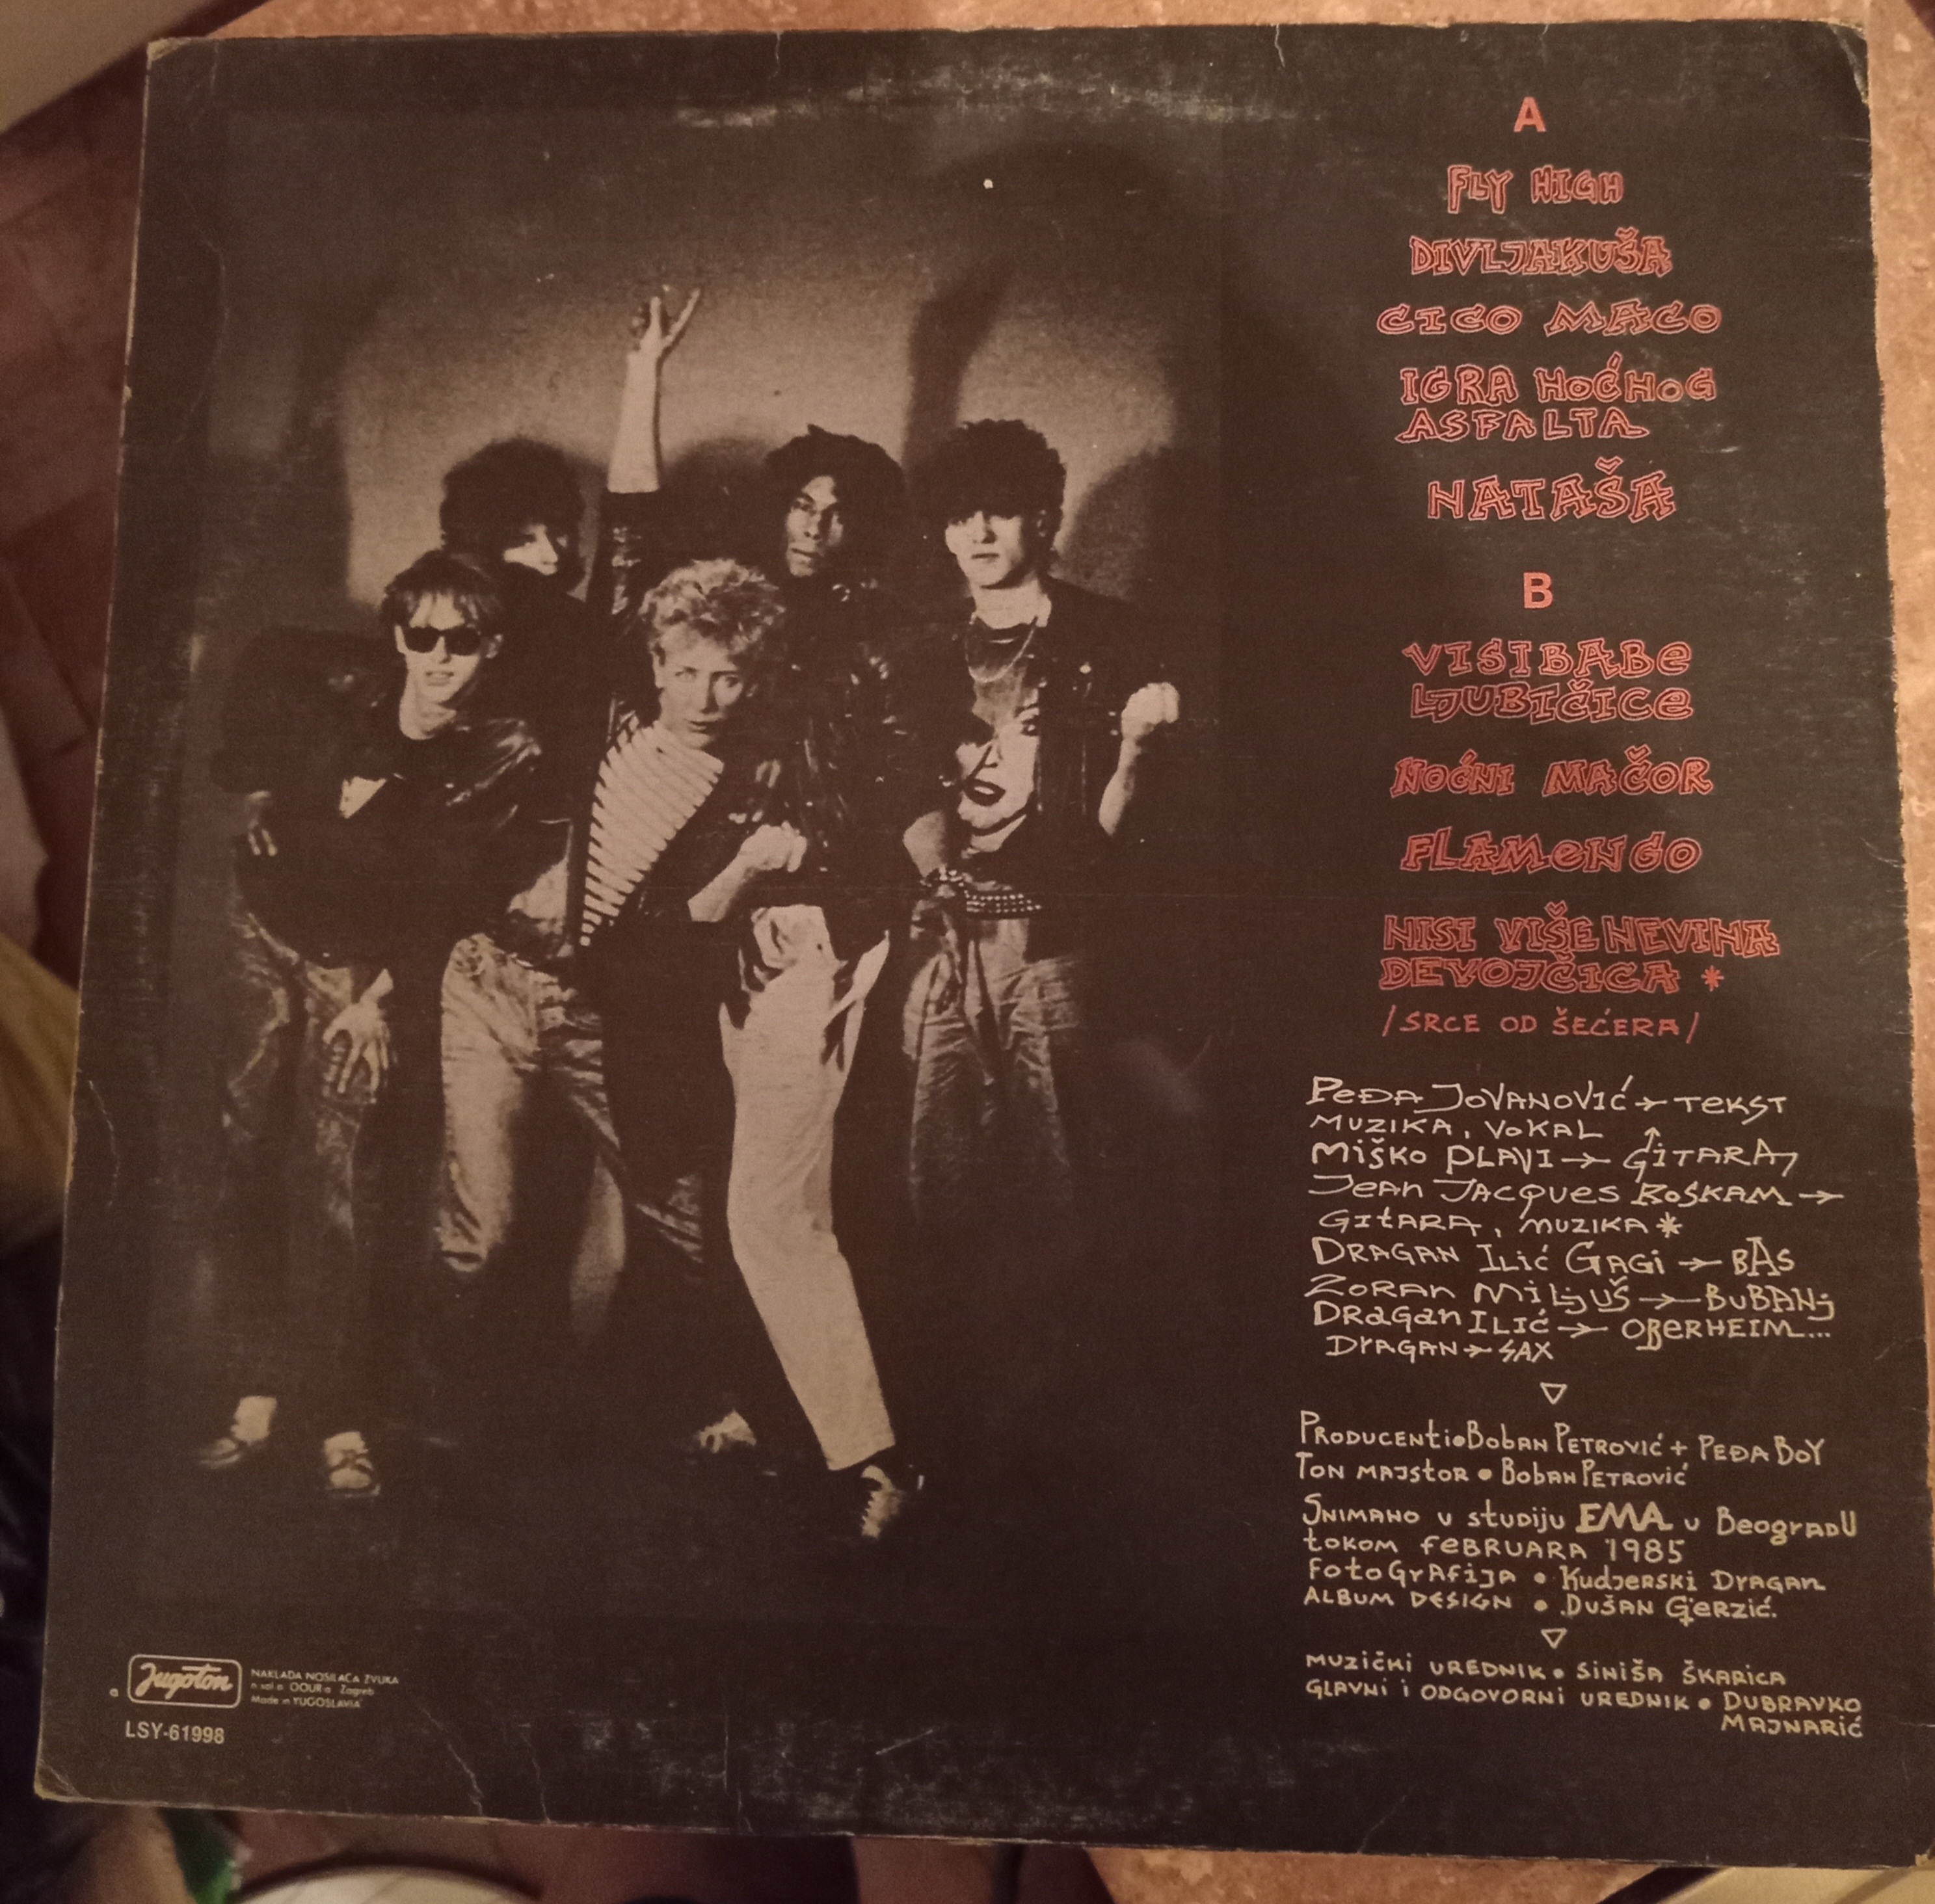 A
FLY HIGH
DIVLJAKUŠA
CICO MACO
IGRA NOĆNOG
ASFALTA
NATAŠA
B
VISIBABE
LJUBIČICE
NOĆNI MAČOR
FLAMENGO
NISI VIŠE NEVINA
DEVOJČICA *
/SRCE OD ŠEĆERA/
PEĐA JOVANOVIĆ → TEKST
MUZIKA, VOKAL
MIŠKO PLAVI → GITARA,
JEAN JACQUES ROSKAM →
GITARA, MUZIKA *
DRAGAN ILIĆ GAGI → BAS
ZORAN MILJUŠ → BUBANJ
DRAGAN ILIĆ → OBERHEIM...
DRAGAN → SAX
PRODUCENTI • BOBAN PETROVIĆ + PEĐA BOY
TON MAJSTOR • BOBAN PETROVIĆ
SNIMANO U STUDIJU EMA U BEOGRADU
TOKOM FEBRUARA 1985
FOTOGRAFIJA • KUDJERSKI DRAGAN
ALBUM DESIGN • DUŠAN GERZIĆ.
MUZIČKI UREDNIK • SINIŠA ŠKARICA
GLAVNI I ODGOVORNI UREDNIK • DUBRAVKO
MAJNARIĆ
Jugoton
NAKLADA NOSILACA ZVUKA
n sol o OOUR o Zagreb
Made in YUGOSLAVIA
LSY-61998